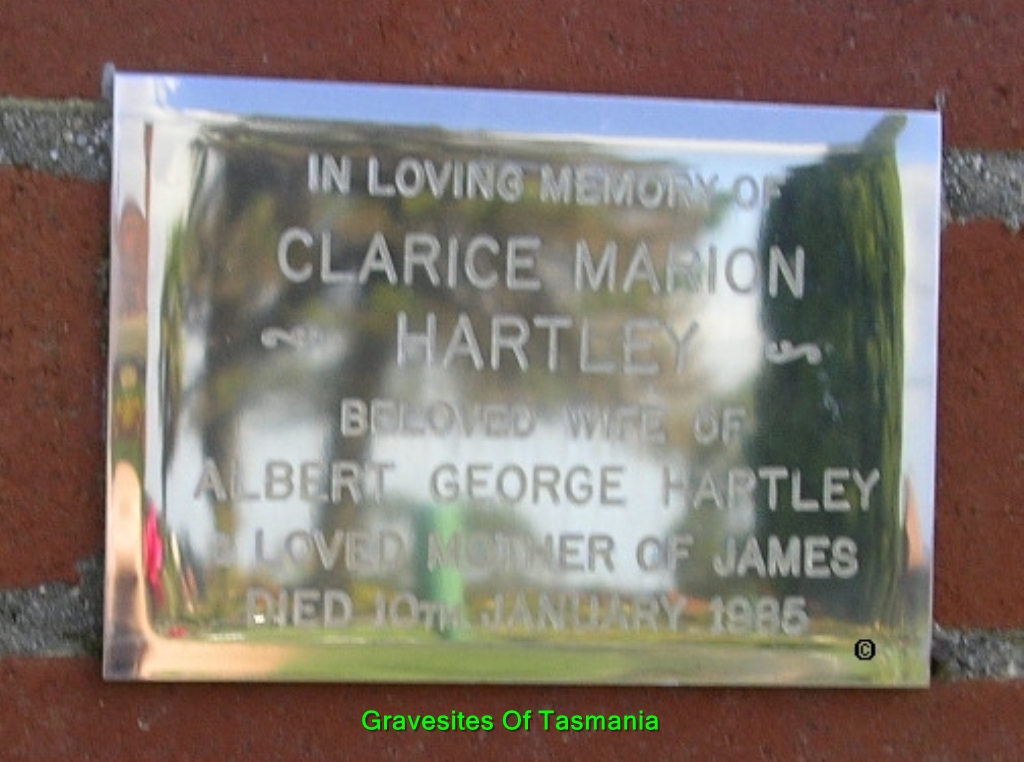 IN LOVING MEMORY OF
CLARICE MARION
HARTLEY
BELOVED WIFE OF
ALBERT GEORGE HARTLEY
& LOVED MOTHER OF JAMES
DIED 10TH JANUARY 1985
©
Gravesites Of Tasmania